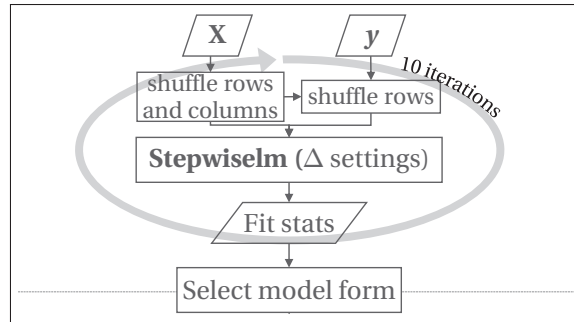 X
y
10 iterations
shuffle rows
and columns
shuffle rows
Stepwiselm (Δ settings)
Fit stats
Select model form